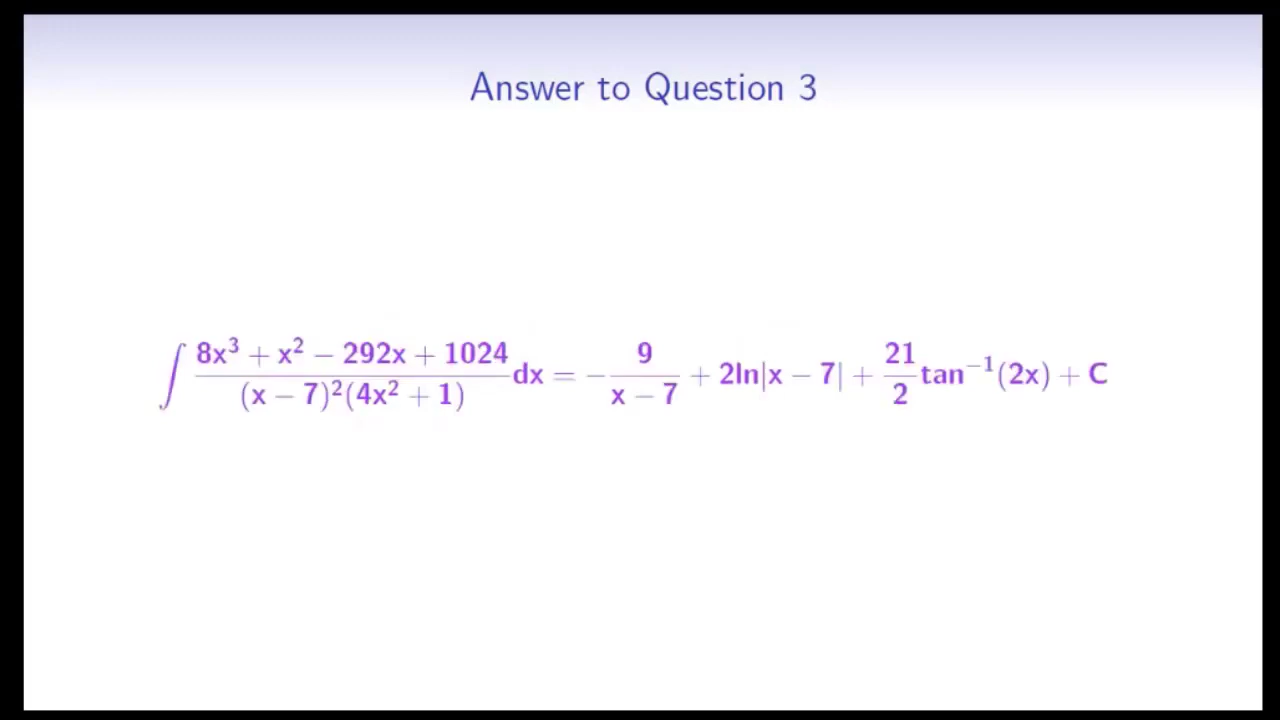 Answer to Question 3
∫ (8x³ + x² − 292x + 1024)/((x − 7)²(4x² + 1)) dx = − 9/(x − 7) + 2ln|x − 7| + 21/2 tan⁻¹(2x) + C